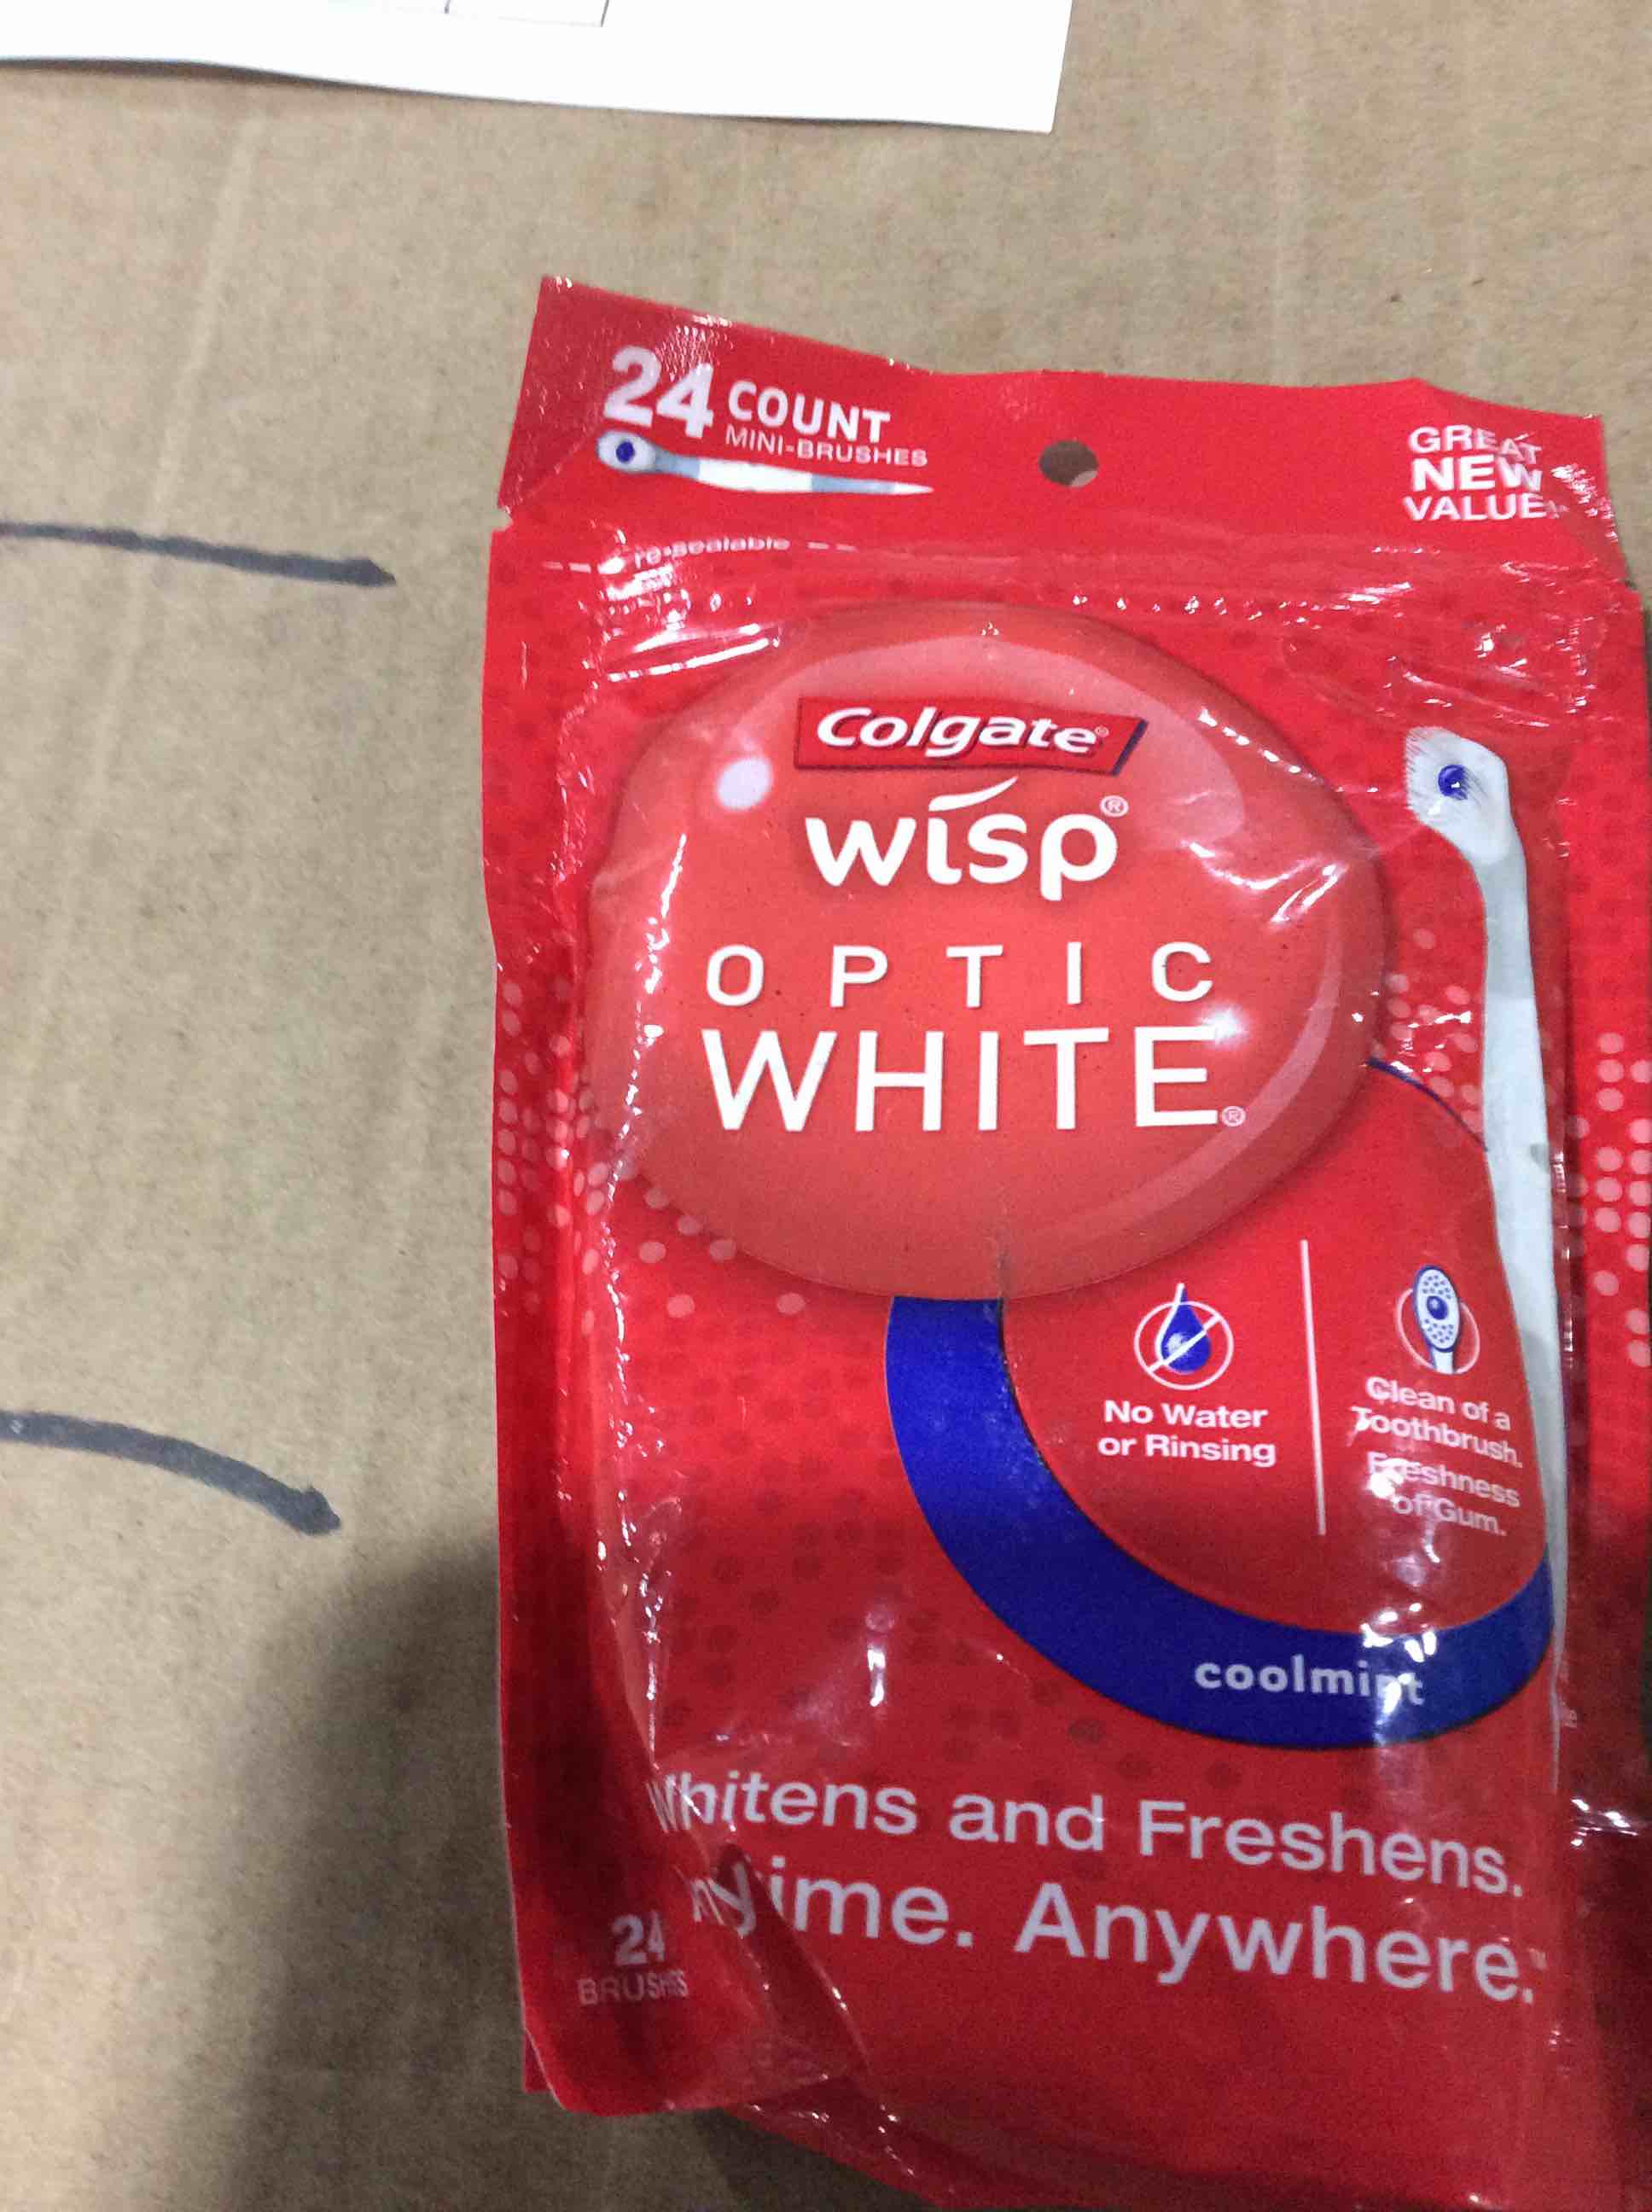 24 COUNT
MINI-BRUSHES
GREAT
NEW
VALUE!
re-sealable
Colgate®
wisp®
OPTIC
WHITE®
No Water
or Rinsing
Clean of a
Toothbrush.
Freshness
of Gum.
coolmint
Whitens and Freshens.
Anytime. Anywhere.™
24
BRUSHES